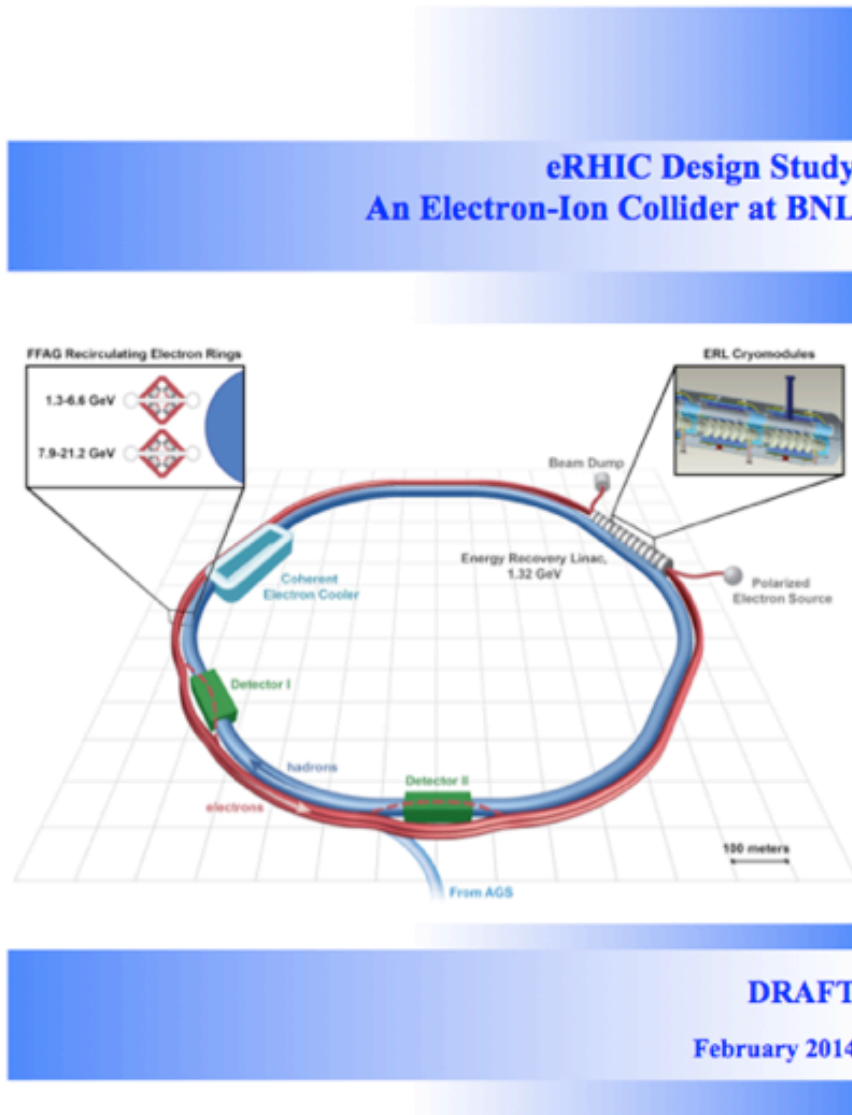 eRHIC Design Study
An Electron-Ion Collider at BNL
FFAG Recirculating Electron Rings
1.3-6.6 GeV
7.9-21.2 GeV
ERL Cryomodules
Beam Dump
Energy Recovery Linac,
1.32 GeV
Polarized
Electron Source
Coherent
Electron Cooler
Detector I
hadrons
Detector II
electrons
100 meters
From AGS
DRAFT
February 2014